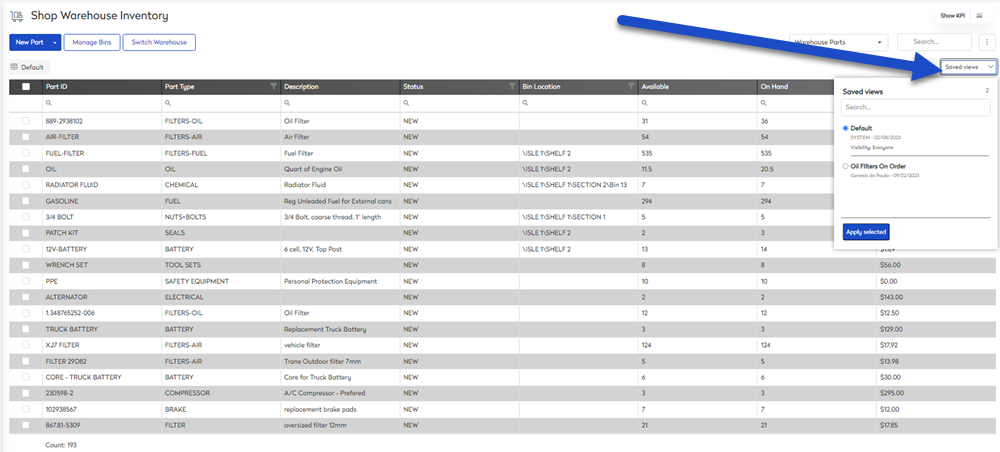 Shop Warehouse Inventory
Show KPI
New Part Manage Bins Switch Warehouse Warehouse Parts Search...
Default Saved views
Part ID Part Type Description Status Bin Location Available On Hand
Saved views 2
Search...
Default
SYSTEM - 02/08/2023
Visibility: Everyone
Oil Filters On Order
Genesis de Paula - 09/22/2023
Apply selected
889-2938102 FILTERS-OIL Oil Filter NEW 31 36
AIR-FILTER FILTERS-AIR Air Filter NEW 54 54
FUEL-FILTER FILTERS-FUEL Fuel Filter NEW \ISLE 1\SHELF 2 535 535
OIL OIL Quart of Engine Oil NEW \ISLE 1\SHELF 2 11.5 20.5
RADIATOR FLUID CHEMICAL Radiator Fluid NEW \ISLE 1\SHELF 1\SECTION 2\Bin 13 7 7
GASOLINE FUEL Reg Unleaded Fuel for External cans NEW 294 294
3/4 BOLT NUTS+BOLTS 3/4 Bolt, coarse thread, 1' length NEW \ISLE 1\SHELF 1\SECTION 1 5 5
PATCH KIT SEALS NEW \ISLE 1\SHELF 2 2 3
12V-BATTERY BATTERY 6 cell, 12V, Top Post NEW \ISLE 1\SHELF 2 13 14
WRENCH SET TOOL SETS NEW 8 8 $56.00
PPE SAFETY EQUIPMENT Personal Protection Equipment NEW 10 10 $0.00
ALTERNATOR ELECTRICAL NEW 2 2 $143.00
1.348765252-006 FILTERS-OIL Oil Filter NEW 12 12 $12.50
TRUCK BATTERY BATTERY Replacement Truck Battery NEW 3 3 $129.00
XJ7 FILTER FILTERS-AIR vehicle filter NEW 124 124 $17.92
FILTER 29D82 FILTERS-AIR Trane Outdoor filter 7mm NEW 5 5 $13.98
CORE - TRUCK BATTERY BATTERY Core for Truck Battery NEW 6 6 $30.00
230598-2 COMPRESSOR A/C Compressor - Prefered NEW 3 3 $295.00
102938567 BRAKE replacement brake pads NEW 7 7 $12.00
867.81-5309 FILTER oversized filter 12mm NEW 21 21 $17.85
Count: 193